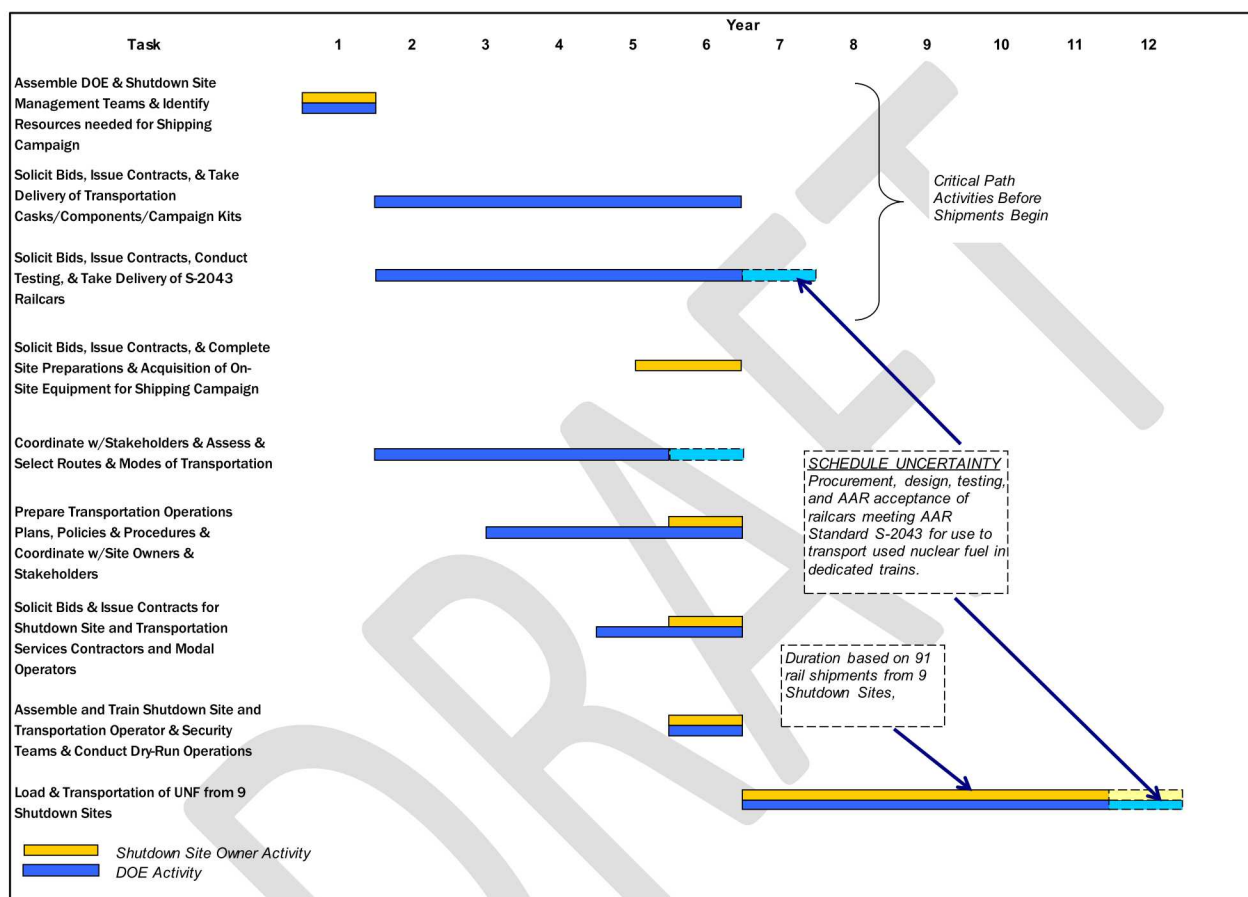 Year
Task 1 2 3 4 5 6 7 8 9 10 11 12
Assemble DOE & Shutdown Site
Management Teams & Identify
Resources needed for Shipping
Campaign
Solicit Bids, Issue Contracts, & Take
Delivery of Transportation
Casks/Components/Campaign Kits
Critical Path
Activities Before
Shipments Begin
Solicit Bids, Issue Contracts, Conduct
Testing, & Take Delivery of S-2043
Railcars
Solicit Bids, Issue Contracts, & Complete
Site Preparations & Acquisition of On-
Site Equipment for Shipping Campaign
Coordinate w/Stakeholders & Assess &
Select Routes & Modes of Transportation
SCHEDULE UNCERTAINTY
Procurement, design, testing,
and AAR acceptance of
railcars meeting AAR
Standard S-2043 for use to
transport used nuclear fuel in
dedicated trains.
Prepare Transportation Operations
Plans, Policies & Procedures &
Coordinate w/Site Owners &
Stakeholders
Solicit Bids & Issue Contracts for
Shutdown Site and Transportation
Services Contractors and Modal
Operators
Duration based on 91
rail shipments from 9
Shutdown Sites,
Assemble and Train Shutdown Site and
Transportation Operator & Security
Teams & Conduct Dry-Run Operations
Load & Transportation of UNF from 9
Shutdown Sites
Shutdown Site Owner Activity
DOE Activity
DRAFT